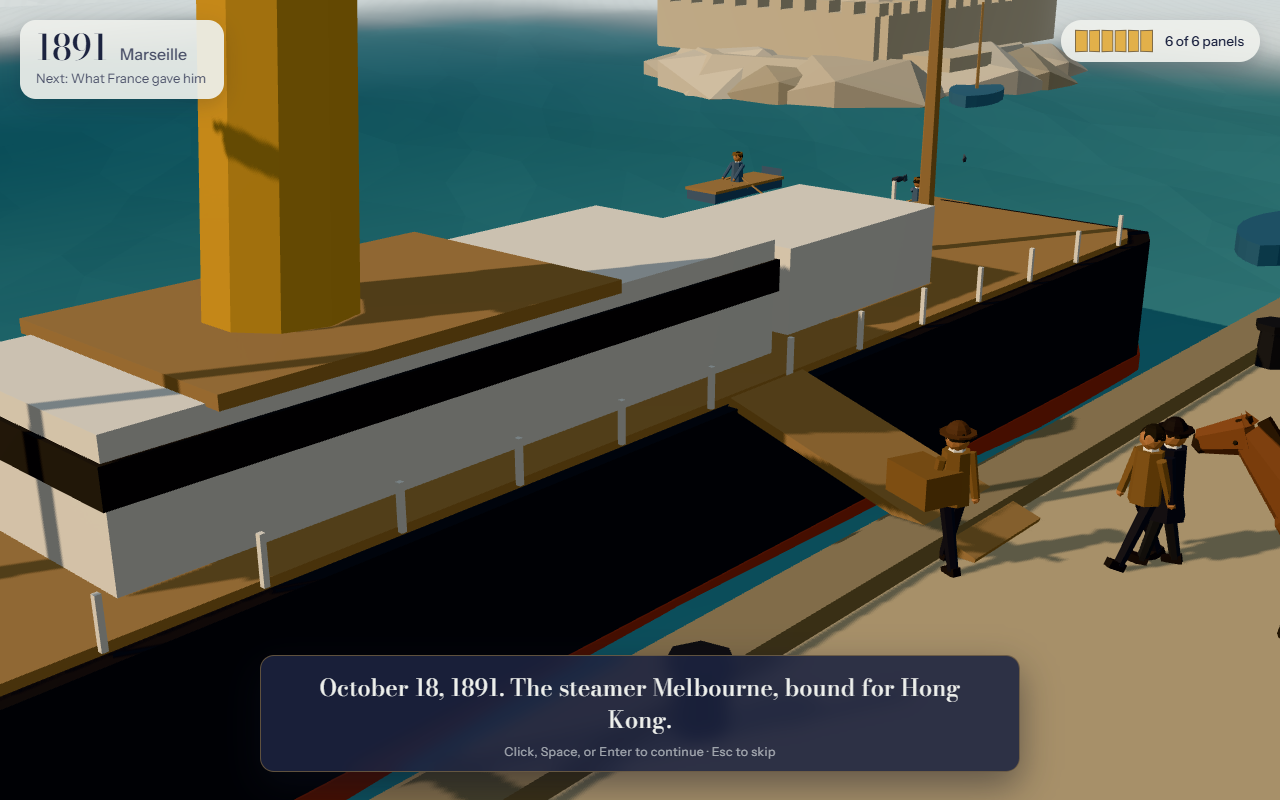 1891 Marseille
Next: What France gave him
6 of 6 panels
October 18, 1891. The steamer Melbourne, bound for Hong
Kong.
Click, Space, or Enter to continue · Esc to skip